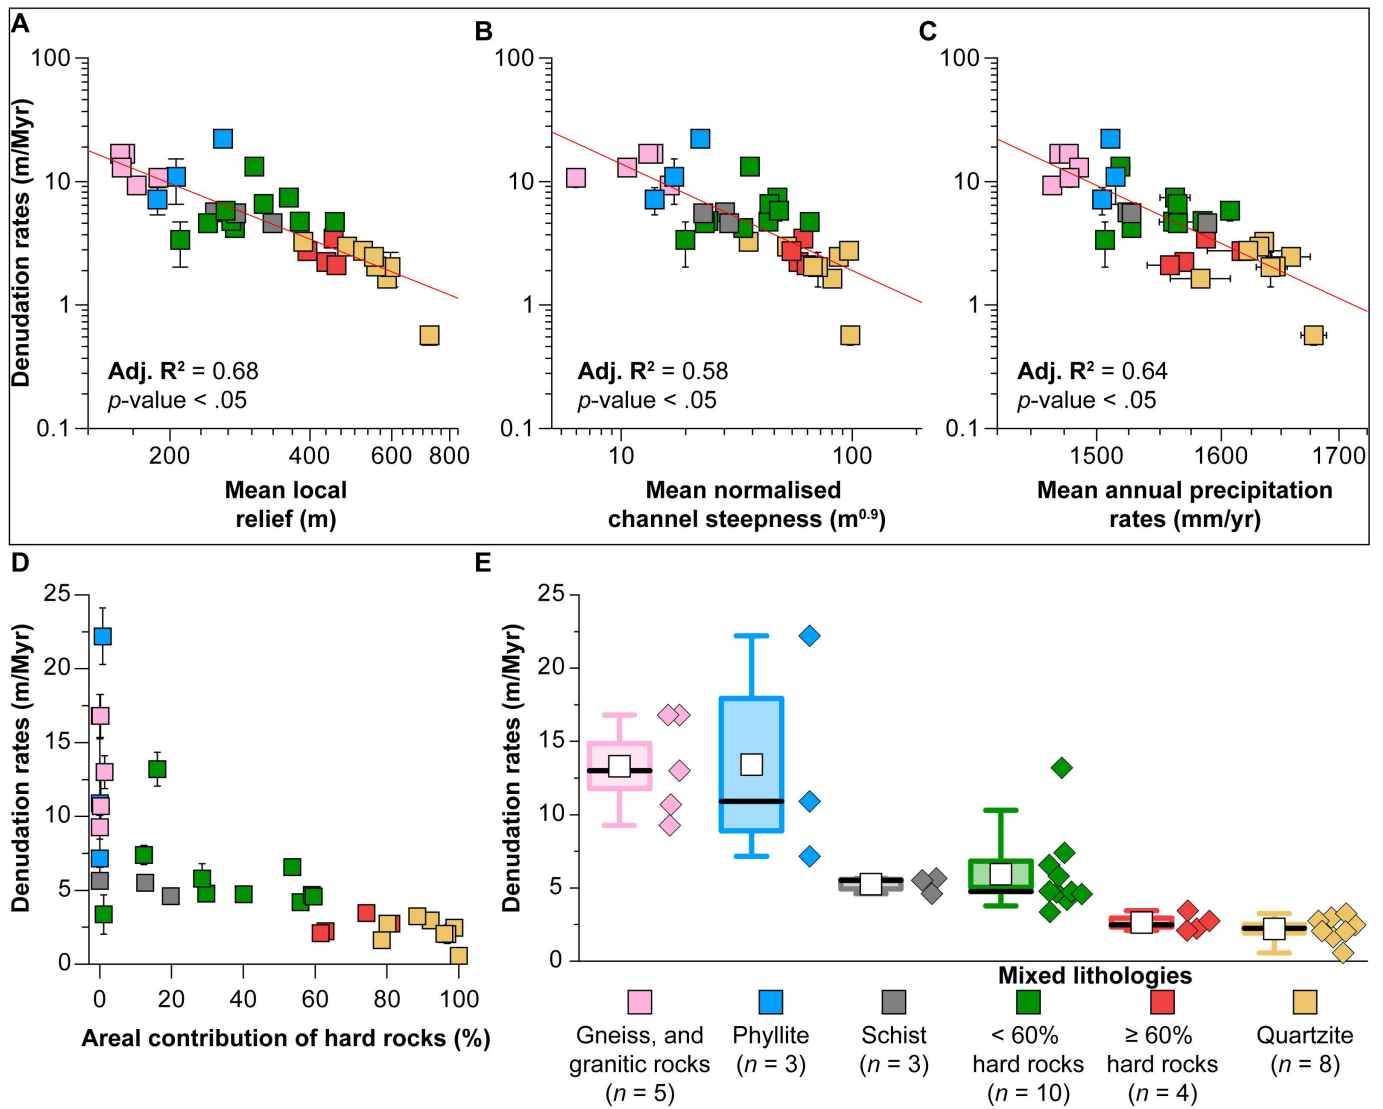 A
B
C
Denudation rates (m/Myr)
100
10
1
0.1
100
10
1
0.1
100
10
1
0.1
Adj. R² = 0.68
p-value < .05
Adj. R² = 0.58
p-value < .05
Adj. R² = 0.64
p-value < .05
200 400 600 800
10 100
1500 1600 1700
Mean local
relief (m)
Mean normalised
channel steepness (m⁰·⁹)
Mean annual precipitation
rates (mm/yr)
D
E
Denudation rates (m/Myr)
25
20
15
10
5
0
0 20 40 60 80 100
Areal contribution of hard rocks (%)
Denudation rates (m/Myr)
25
20
15
10
5
0
Mixed lithologies
Gneiss, and
granitic rocks
(n = 5)
Phyllite
(n = 3)
Schist
(n = 3)
< 60%
hard rocks
(n = 10)
≥ 60%
hard rocks
(n = 4)
Quartzite
(n = 8)